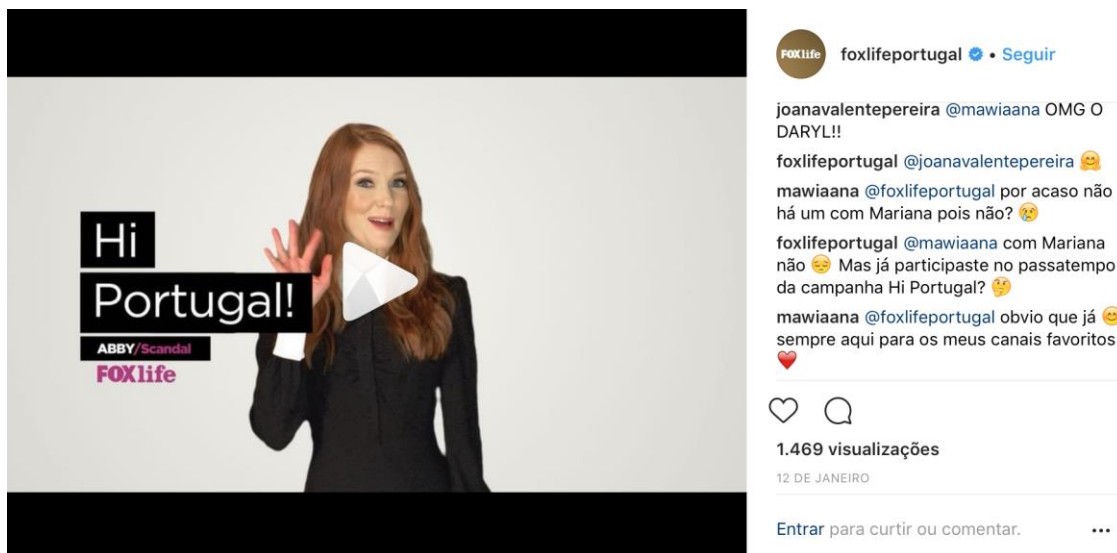 Hi
Portugal!
ABBY/Scandal
FOXlife
FOXlife
foxlifeportugal • Seguir
joanavalentepereira @mawiaana OMG O
DARYL!!
foxlifeportugal @joanavalentepereira 🤗
mawiaana @foxlifeportugal por acaso não
há um com Mariana pois não? 😢
foxlifeportugal @mawiaana com Mariana
não 😔 Mas já participaste no passatempo
da campanha Hi Portugal? 🤔
mawiaana @foxlifeportugal obvio que já 😊
sempre aqui para os meus canais favoritos
❤️
1.469 visualizações
12 DE JANEIRO
Entrar para curtir ou comentar.